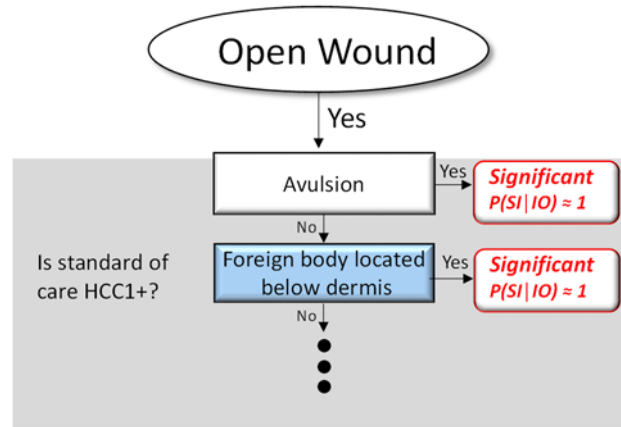 Open Wound
Yes
Avulsion
Yes
Significant
P(SI|IO) ≈ 1
No
Is standard of
care HCC1+?
Foreign body located
below dermis
Yes
Significant
P(SI|IO) ≈ 1
No